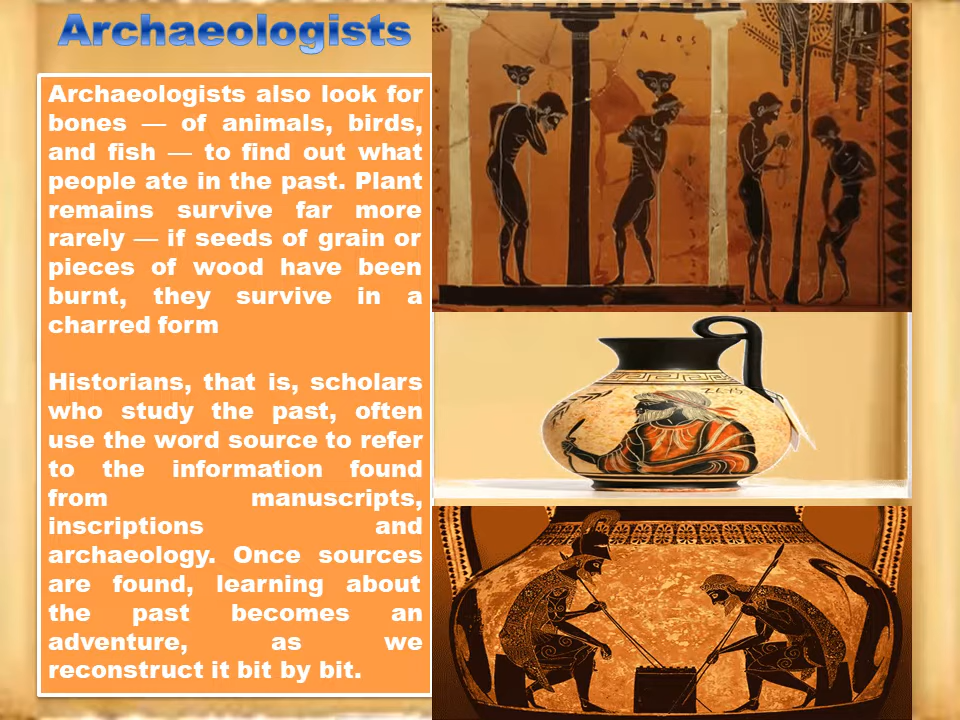 Archaeologists
Archaeologists also look for
bones — of animals, birds,
and fish — to find out what
people ate in the past. Plant
remains survive far more
rarely — if seeds of grain or
pieces of wood have been
burnt, they survive in a
charred form
Historians, that is, scholars
who study the past, often
use the word source to refer
to the information found
from manuscripts,
inscriptions and
archaeology. Once sources
are found, learning about
the past becomes an
adventure, as we
reconstruct it bit by bit.